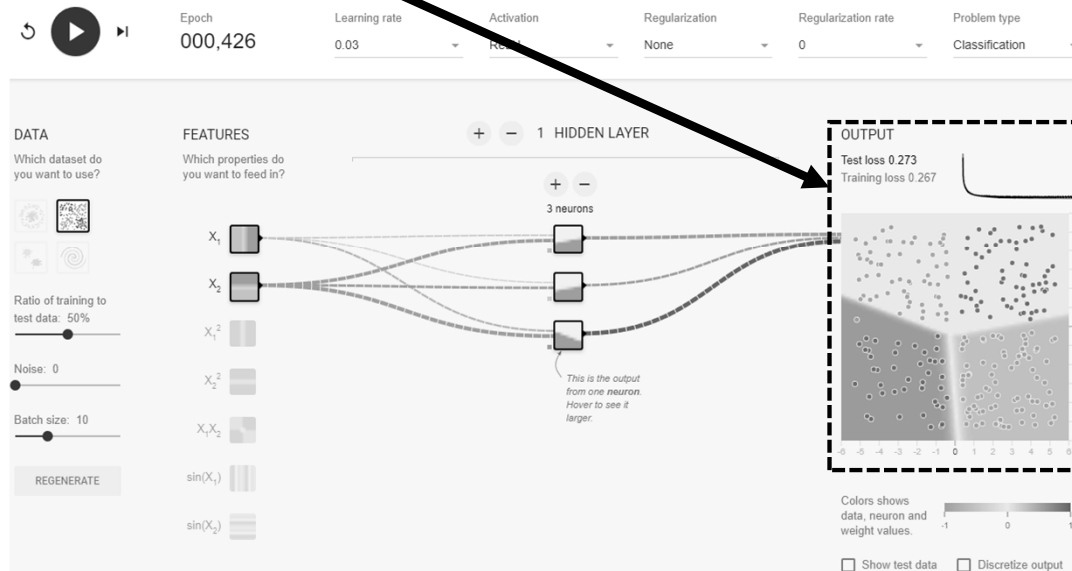 Epoch
000,426
Learning rate
0.03
Activation
Regularization
None
Regularization rate
0
Problem type
Classification
DATA
Which dataset do
you want to use?
Ratio of training to
test data: 50%
Noise: 0
Batch size: 10
REGENERATE
FEATURES
Which properties do
you want to feed in?
X1
X2
X1²
X2²
X1X2
sin(X1)
sin(X2)
+ − 1 HIDDEN LAYER
+ −
3 neurons
This is the output
from one neuron.
Hover to see it
larger.
OUTPUT
Test loss 0.273
Training loss 0.267
-6 -5 -4 -3 -2 -1 0 1 2 3 4 5 6
Colors shows
data, neuron and
weight values.
-1 0 1
Show test data
Discretize output